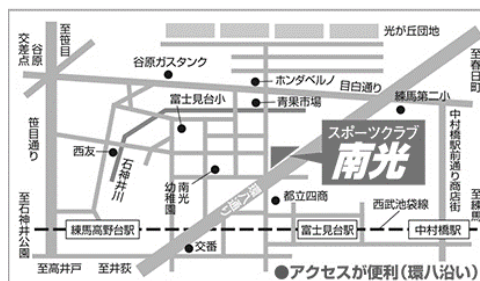 至笹目
谷原交差点
光が丘団地
至春日町
谷原ガスタンク
ホンダベルノ
目白通り
富士見台小
青果市場
練馬第二小
笹目通り
スポーツクラブ
南光
西友
石神井川
南光幼稚園
環八通り
都立四商
中村橋駅前通り商店街
西武池袋線
至石神井公園
練馬高野台駅
富士見台駅
中村橋駅
至練馬
交番
至高井戸
至井荻
●アクセスが便利(環八沿い)